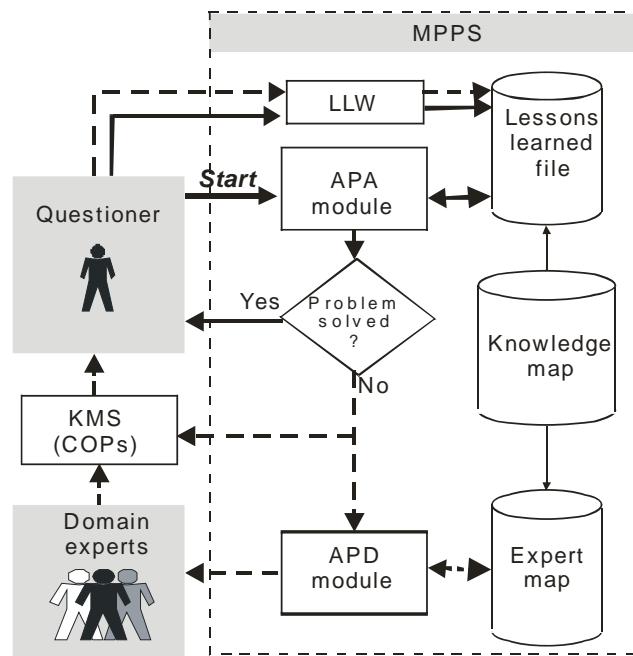 MPPS
LLW
Lessons
learned
file
Start
APA
module
Questioner
Yes
Problem
solved
?
No
Knowledge
map
KMS
(COPs)
Domain
experts
APD
module
Expert
map